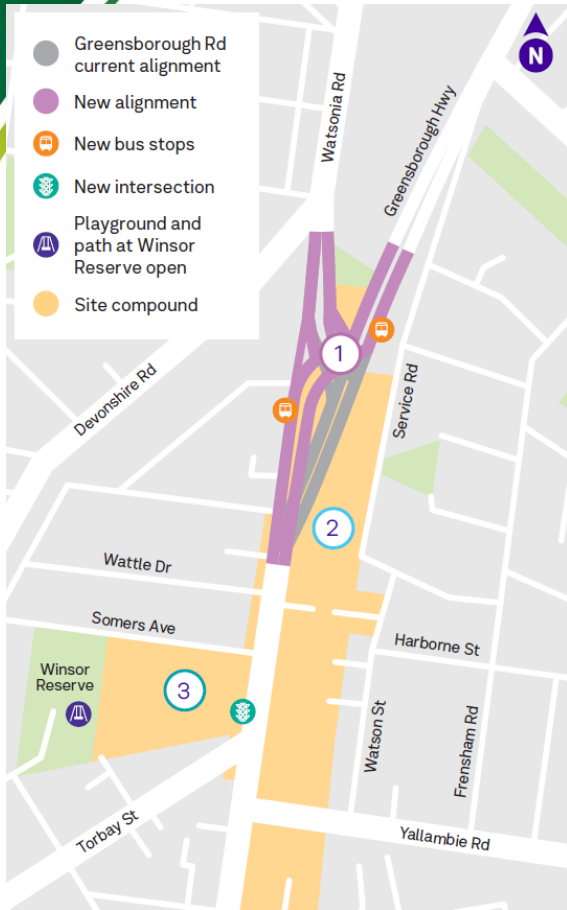 Greensborough Rd
current alignment
New alignment
New bus stops
New intersection
Playground and
path at Winsor
Reserve open
Site compound
N
Watsonia Rd
Greensborough Hwy
1
Devonshire Rd
Service Rd
2
Wattle Dr
Somers Ave
Harborne St
Winsor
Reserve
3
Watson St
Frensham Rd
Torbay St
Yallambie Rd